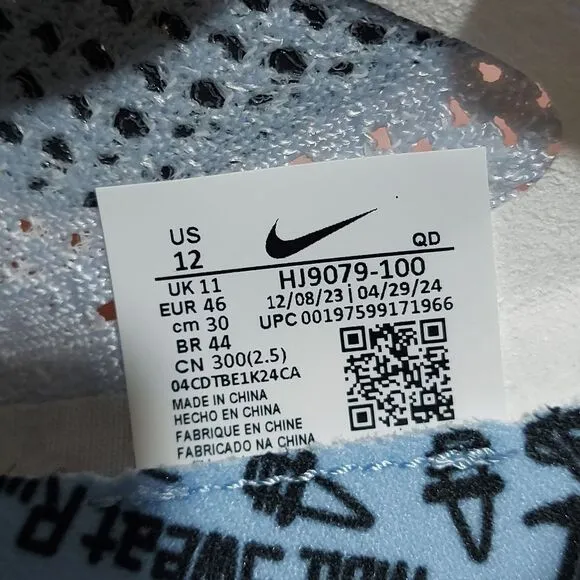 US
12
UK 11
EUR 46
cm 30
BR 44
CN 300(2.5)
04CDTBE1K24CA
MADE IN CHINA
HECHO EN CHINA
FABRIQUE EN CHINE
FABRICADO NA CHINA
QD
HJ9079-100
12/08/23 | 04/29/24
UPC 00197599171966
Sweat